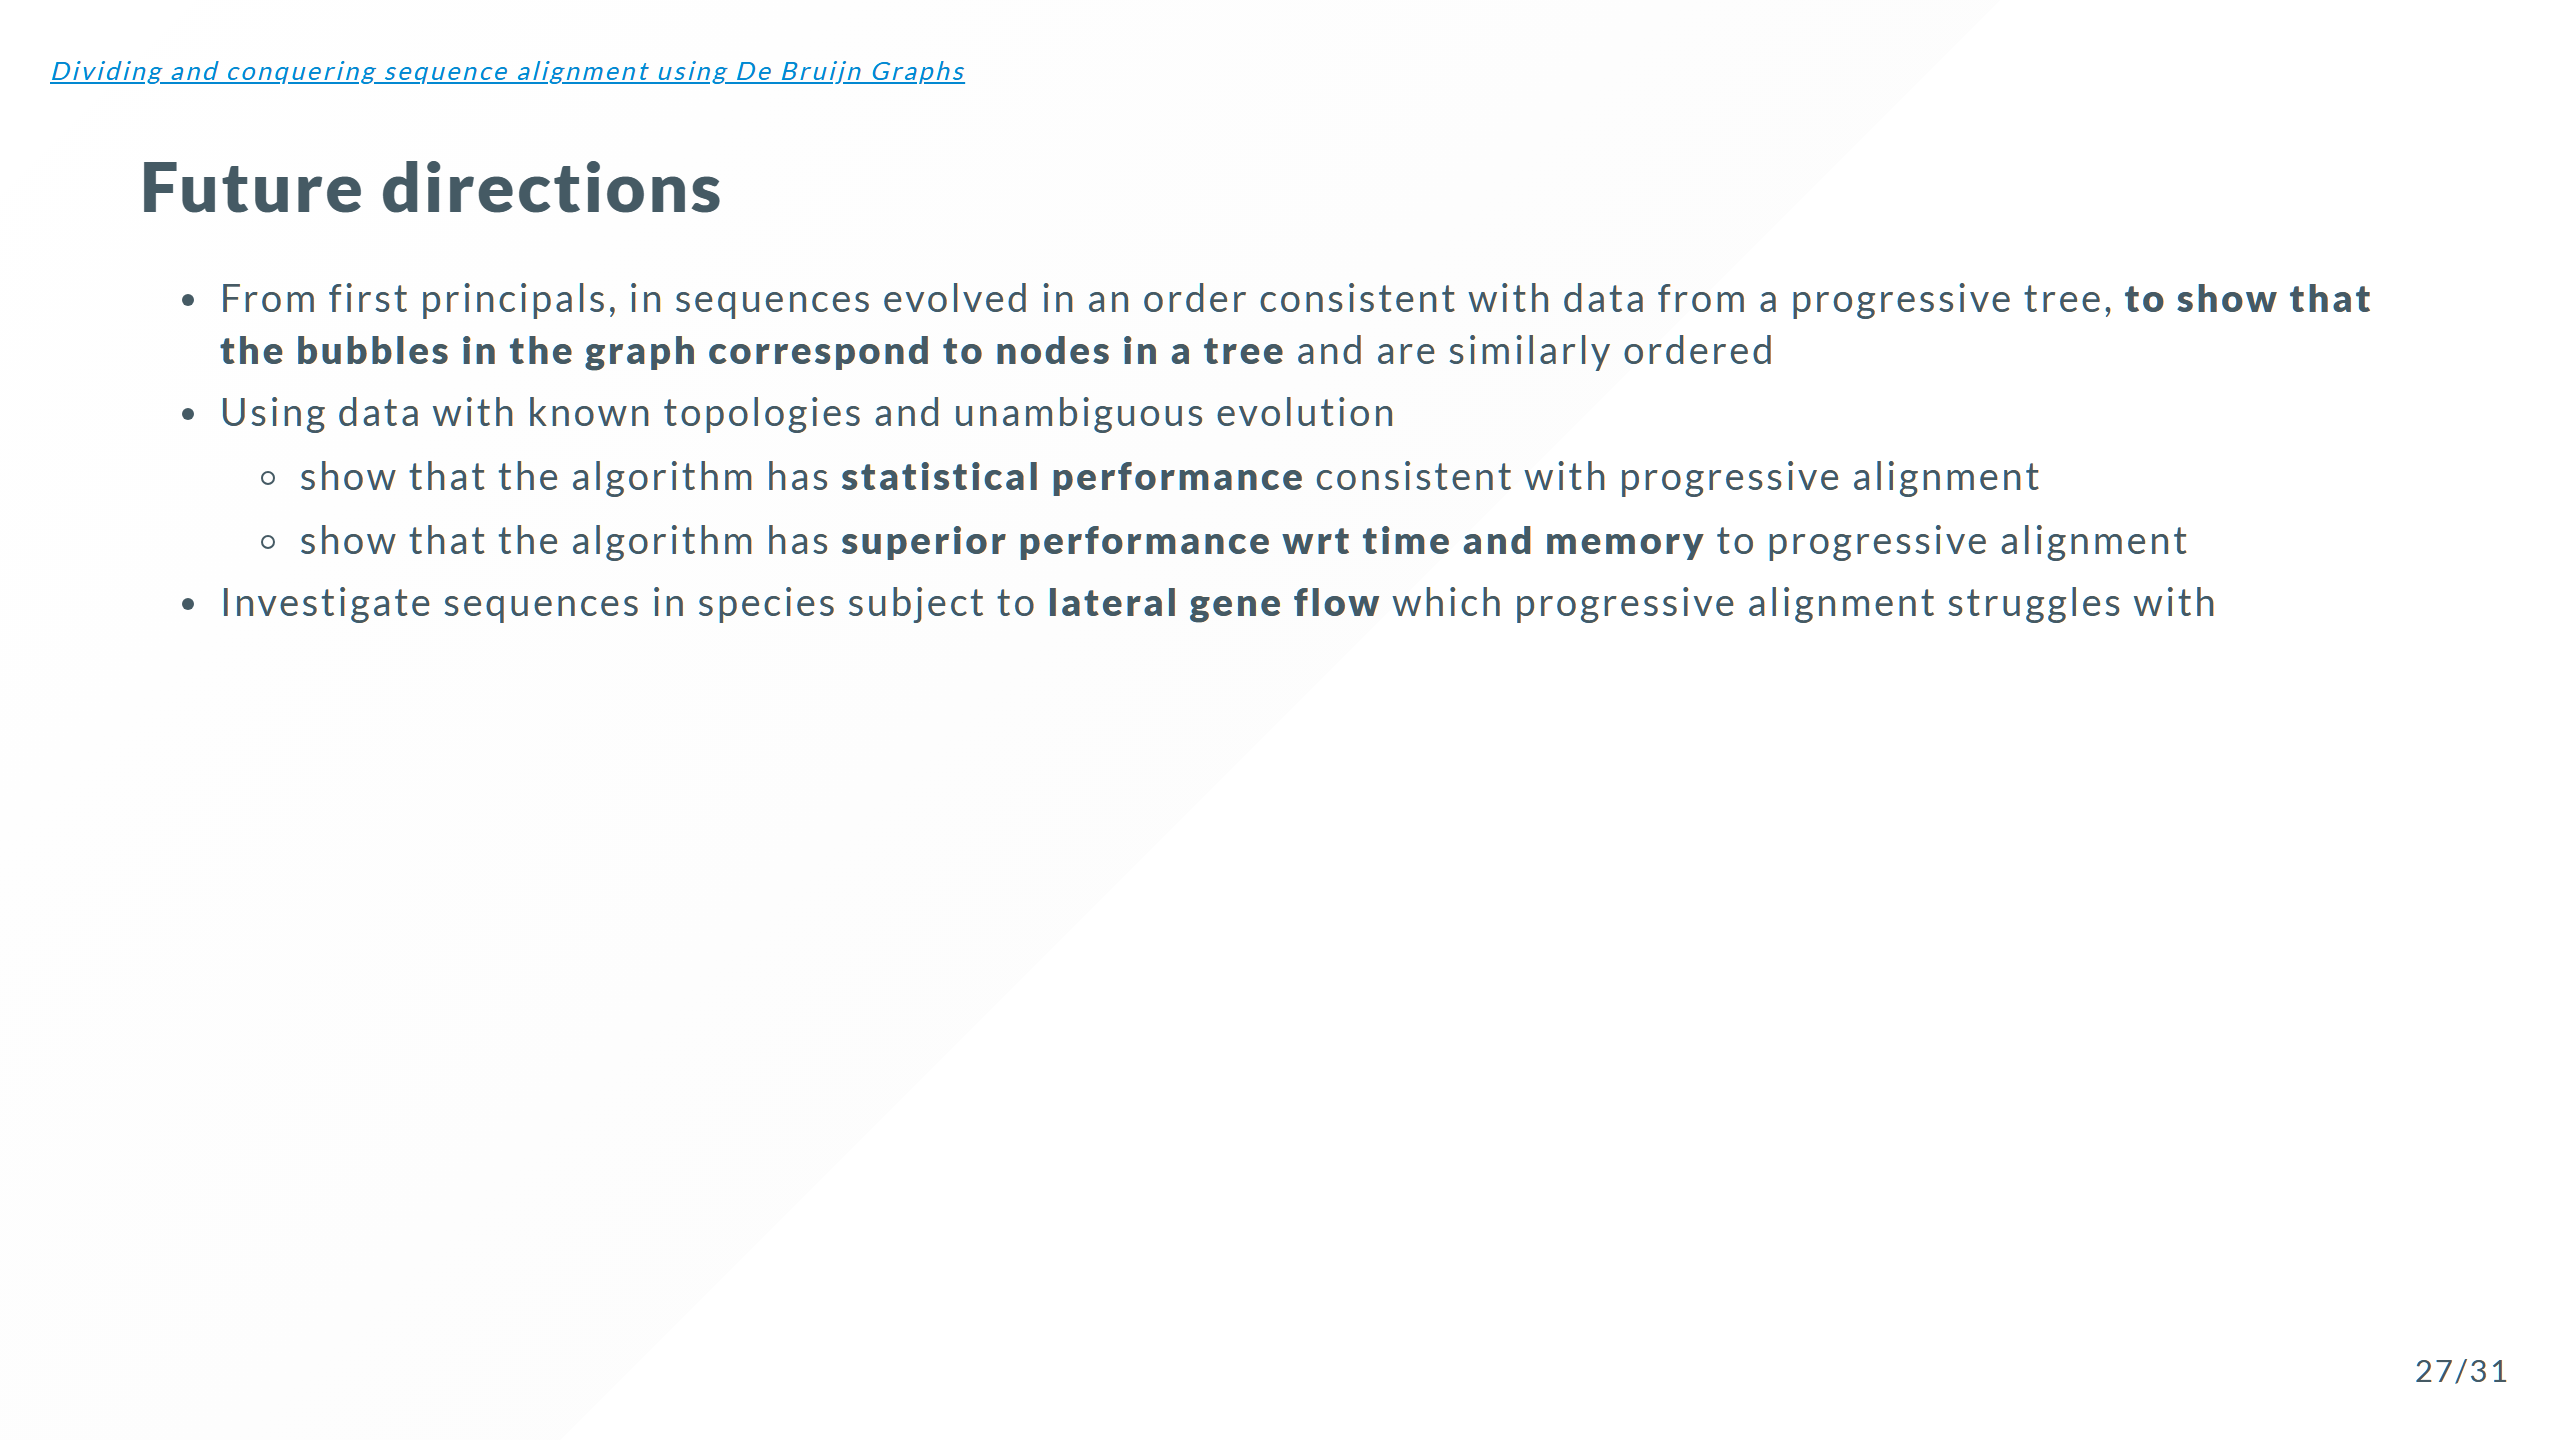 Dividing and conquering sequence alignment using De Bruijn Graphs
Future directions
From first principals, in sequences evolved in an order consistent with data from a progressive tree, to show that
the bubbles in the graph correspond to nodes in a tree and are similarly ordered
Using data with known topologies and unambiguous evolution
show that the algorithm has statistical performance consistent with progressive alignment
show that the algorithm has superior performance wrt time and memory to progressive alignment
Investigate sequences in species subject to lateral gene flow which progressive alignment struggles with
27/31